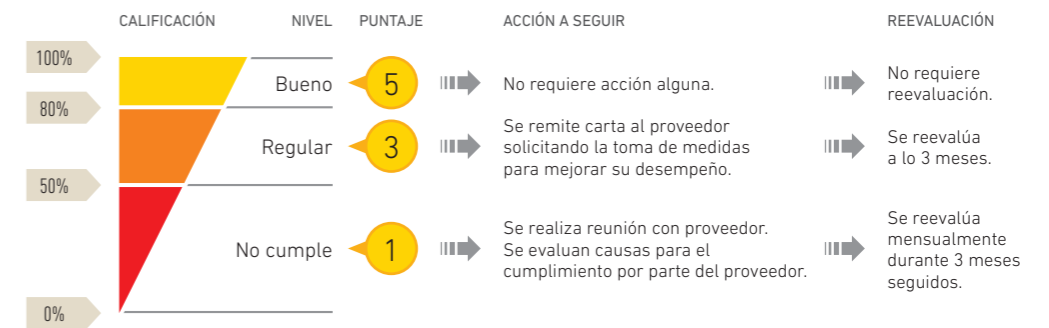 CALIFICACIÓN NIVEL PUNTAJE ACCIÓN A SEGUIR REEVALUACIÓN
100%
Bueno 5 No requiere acción alguna. No requiere
reevaluación.
80%
Regular 3 Se remite carta al proveedor
solicitando la toma de medidas
para mejorar su desempeño.
Se reevalúa
a lo 3 meses.
50%
No cumple 1 Se realiza reunión con proveedor.
Se evaluan causas para el
cumplimiento por parte del proveedor.
Se reevalúa
mensualmente
durante 3 meses
seguidos.
0%